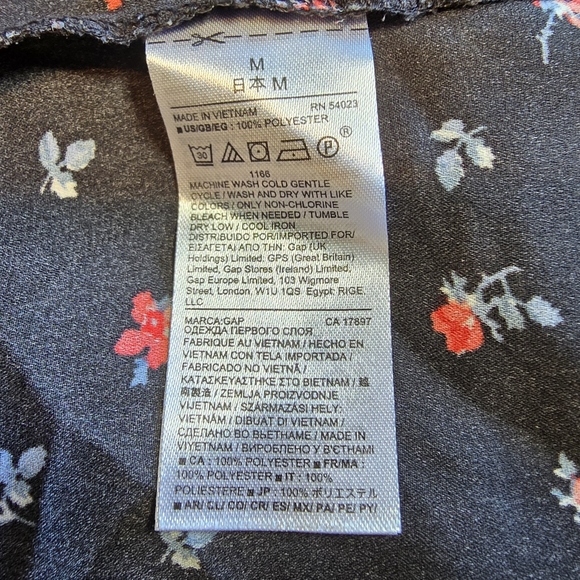 M
日本 M
MADE IN VIETNAM RN 54023
■ US/GB/EG : 100% POLYESTER
30 P ®
1166
MACHINE WASH COLD GENTLE
CYCLE / WASH AND DRY WITH LIKE
COLORS / ONLY NON-CHLORINE
BLEACH WHEN NEEDED / TUMBLE
DRY LOW / COOL IRON
DISTRIBUIDO POR/IMPORTED FOR/
ΕΙΣΑΓΕΤΑΙ ΑΠΟ ΤΗΝ: Gap (UK
Holdings) Limited; GPS (Great Britain)
Limited, Gap Stores (Ireland) Limited,
Gap Europe Limited, 103 Wigmore
Street, London, W1U 1QS. Egypt: RIGE,
LLC
MARCA:GAP CA 17897
ОДЕЖДА ПЕРВОГО СЛОЯ
FABRIQUE AU VIETNAM / HECHO EN
VIETNAM CON TELA IMPORTADA /
FABRICADO NO VIETNÃ /
ΚΑΤΑΣΚΕΥΑΣΤΗΚΕ ΣΤΟ ΒΙΕΤΝΑΜ / 越
南製造 / ZEMLJA PROIZVODNJE
VIJETNAM / SZÁRMAZÁSI HELY:
VIETNÁM / DIBUAT DI VIETNAM /
СДЕЛАНО ВО ВЬЕТНАМЕ / MADE IN
VIYETNAM / ВИРОБЛЕНО У В'ЄТНАМІ
■ CA : 100% POLYESTER ■ FR/MA :
100% POLYESTER ■ IT : 100%
POLIESTERE ■ JP : 100% ポリエステル
■ AR/ CL/ CO/ CR/ ES/ MX/ PA/ PE/ PY/